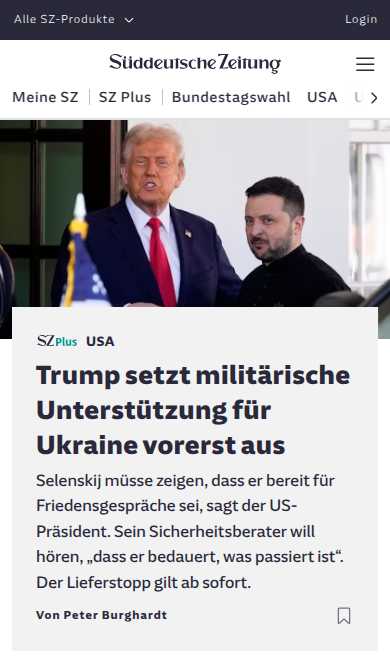 Alle SZ-Produkte
Login
Süddeutsche Zeitung
Meine SZ
SZ Plus
Bundestagswahl
USA
SZ Plus USA
Trump setzt militärische
Unterstützung für
Ukraine vorerst aus
Selenskij müsse zeigen, dass er bereit für
Friedensgespräche sei, sagt der US-
Präsident. Sein Sicherheitsberater will
hören, „dass er bedauert, was passiert ist“.
Der Lieferstopp gilt ab sofort.
Von Peter Burghardt